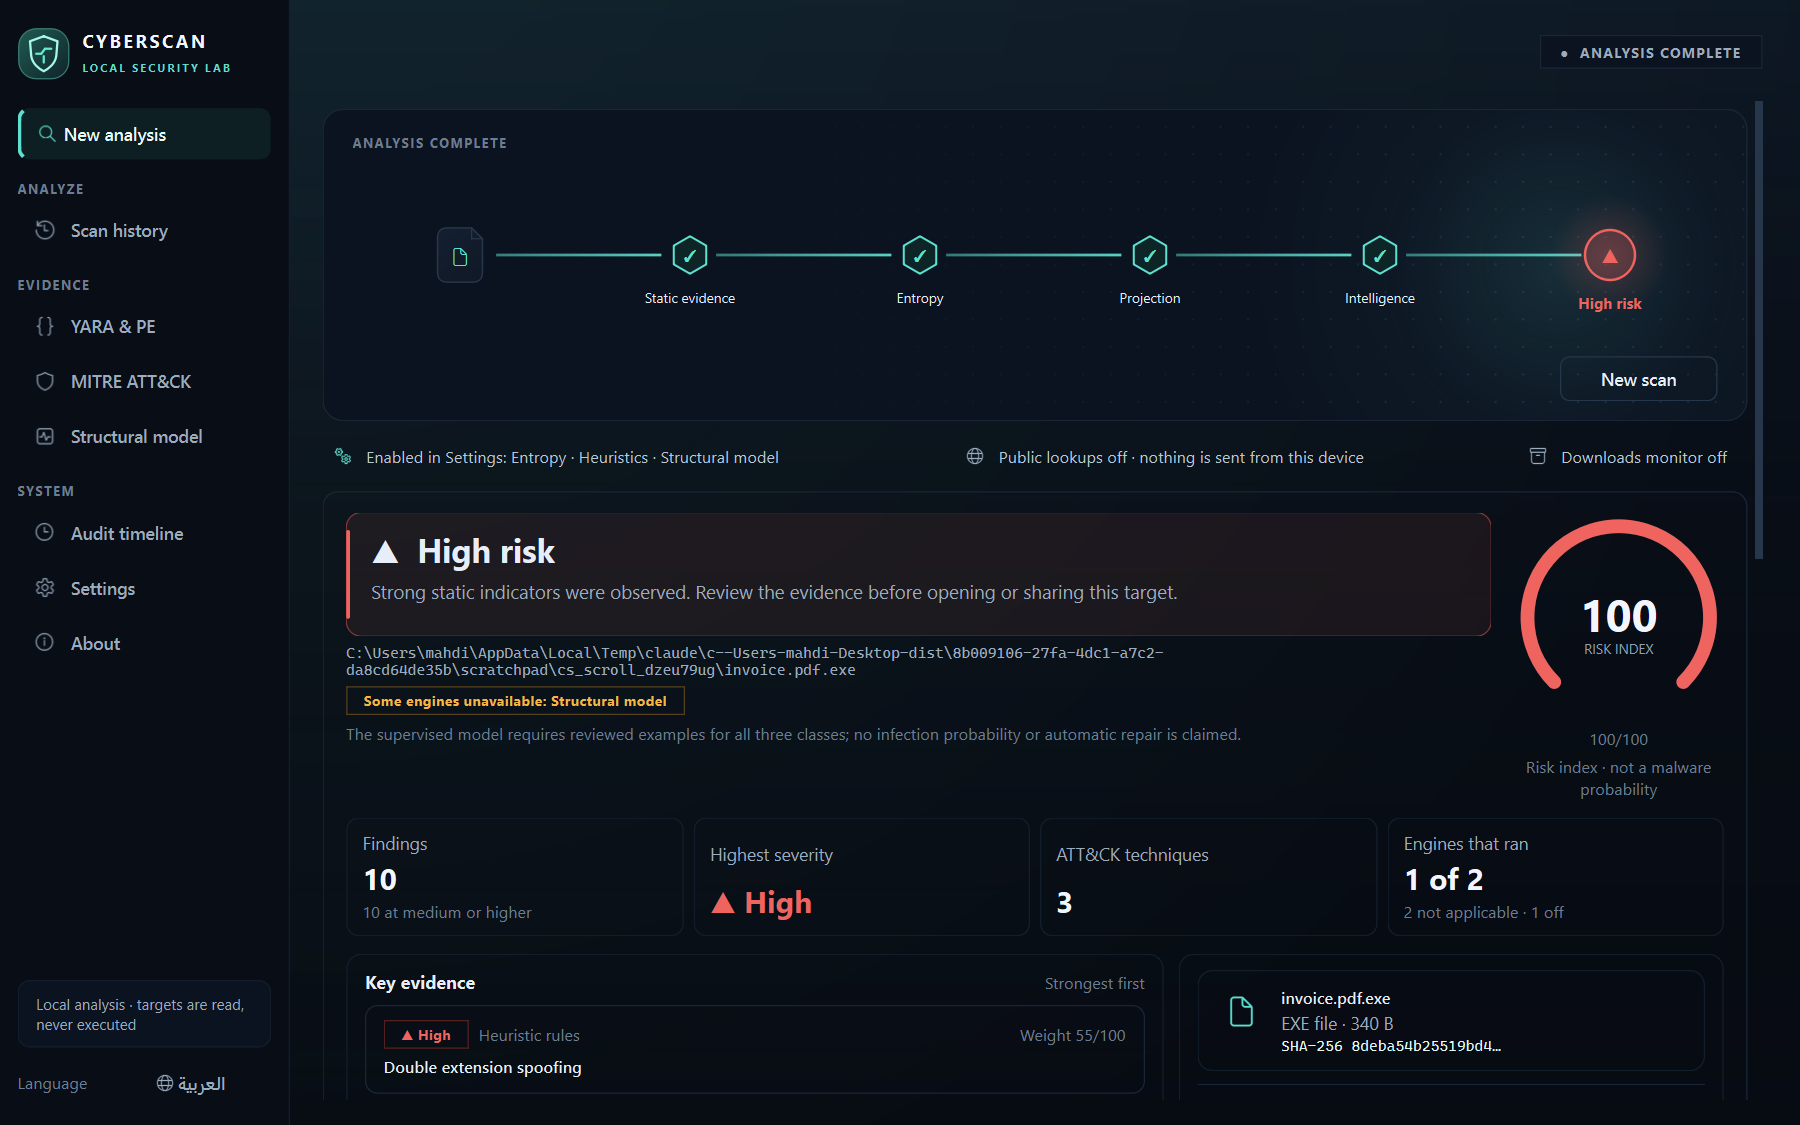 CYBERSCAN
LOCAL SECURITY LAB
New analysis
ANALYZE
Scan history
EVIDENCE
YARA & PE
MITRE ATT&CK
Structural model
SYSTEM
Audit timeline
Settings
About
Local analysis · targets are read,
never executed
Language
العربية
ANALYSIS COMPLETE
ANALYSIS COMPLETE
Static evidence
Entropy
Projection
Intelligence
High risk
New scan
Enabled in Settings: Entropy · Heuristics · Structural model
Public lookups off · nothing is sent from this device
Downloads monitor off
High risk
Strong static indicators were observed. Review the evidence before opening or sharing this target.
C:\Users\mahdi\AppData\Local\Temp\claude\c--Users-mahdi-Desktop-dist\8b009106-27fa-4dc1-a7c2-
da8cd64de35b\scratchpad\cs_scroll_dzeu79ug\invoice.pdf.exe
Some engines unavailable: Structural model
The supervised model requires reviewed examples for all three classes; no infection probability or automatic repair is claimed.
100
RISK INDEX
100/100
Risk index · not a malware
probability
Findings
10
10 at medium or higher
Highest severity
High
ATT&CK techniques
3
Engines that ran
1 of 2
2 not applicable · 1 off
Key evidence
Strongest first
High
Heuristic rules
Weight 55/100
Double extension spoofing
invoice.pdf.exe
EXE file · 340 B
SHA-256 8deba54b25519bd4…